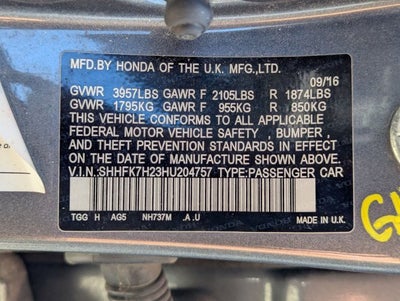 MFD.BY HONDA OF THE U.K. MFG.,LTD.
09/16
GVWR 3957LBS GAWR F 2105LBS R 1874LBS
GVWR 1795KG GAWR F 955KG R 850KG
THIS VEHICLE CONFORMS TO ALL APPLICABLE
FEDERAL MOTOR VEHICLE SAFETY , BUMPER ,
AND THEFT PREVENTION STANDARDS IN EFFECT
ON THE DATE OF MANUFACTURE SHOWN ABOVE.
V.I.N.:SHHFK7H23HU204757 TYPE:PASSENGER CAR
TGG H AG5 NH737M .A .U MADE IN U.K.